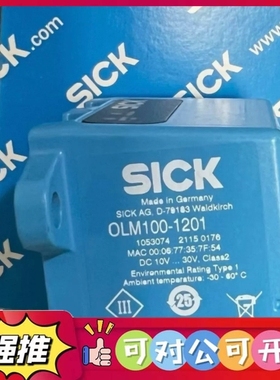 SICK
SICK
.com
SICK
Made in Germany
SICK AG, D-79183 Waldkirch
OLM100-1201
1053074 2115 0176
MAC 00:06:77:35:7F:54
DC 10V ... 30V, Class2
Environmental Rating Type 1
Ambient temperature: -30 - 60° C
III
25
强推
可对公可开